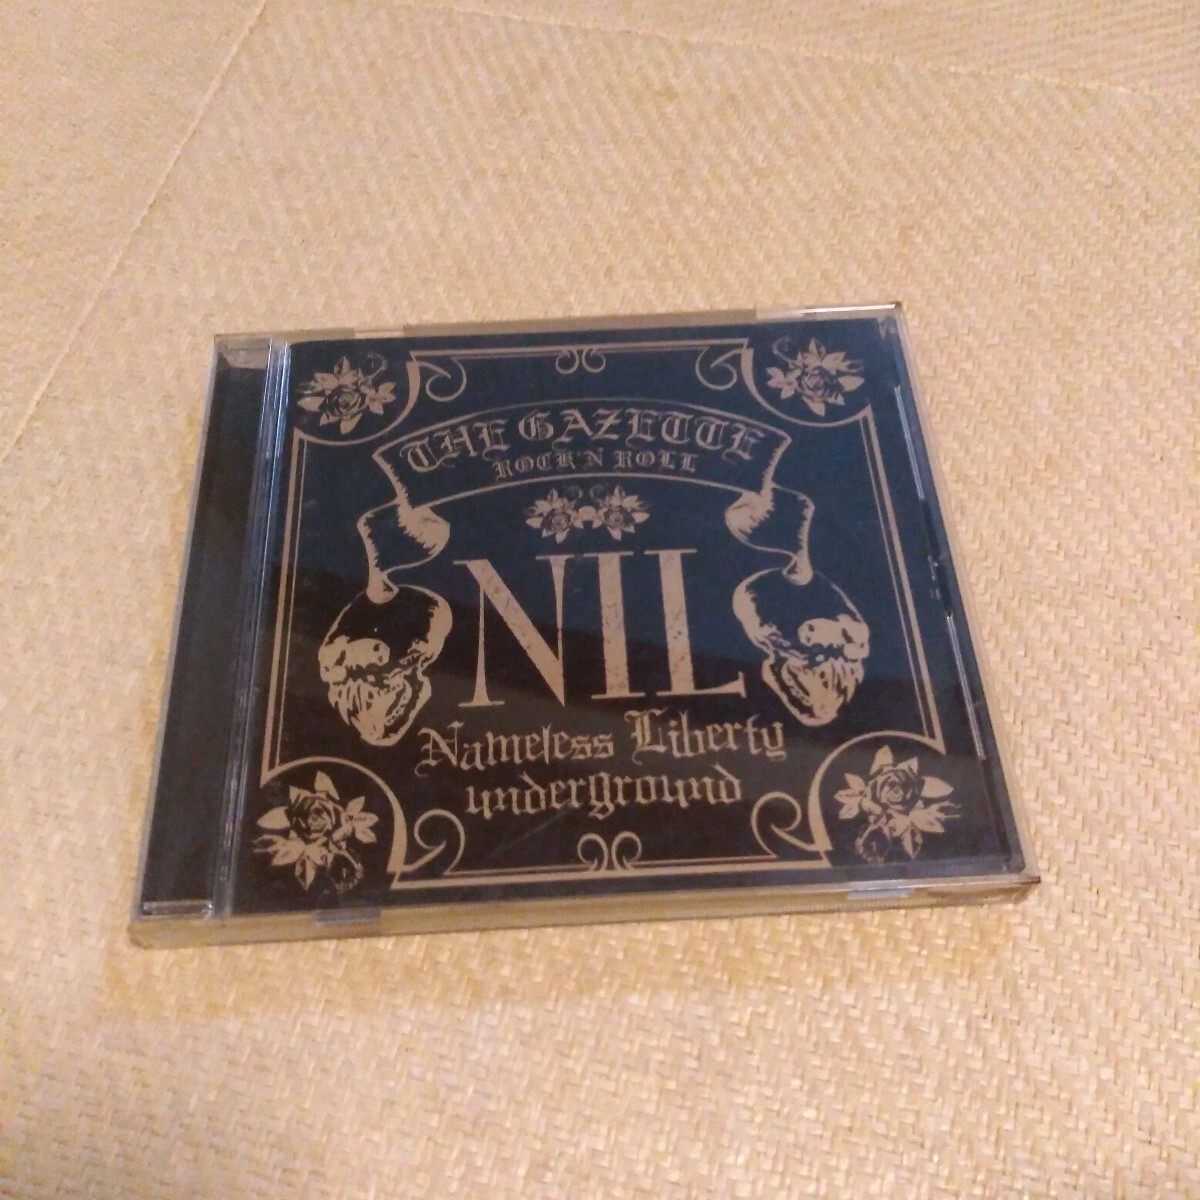 THE GAZETTE
ROCK'N ROLL
NIL
Nameless Liberty
underground